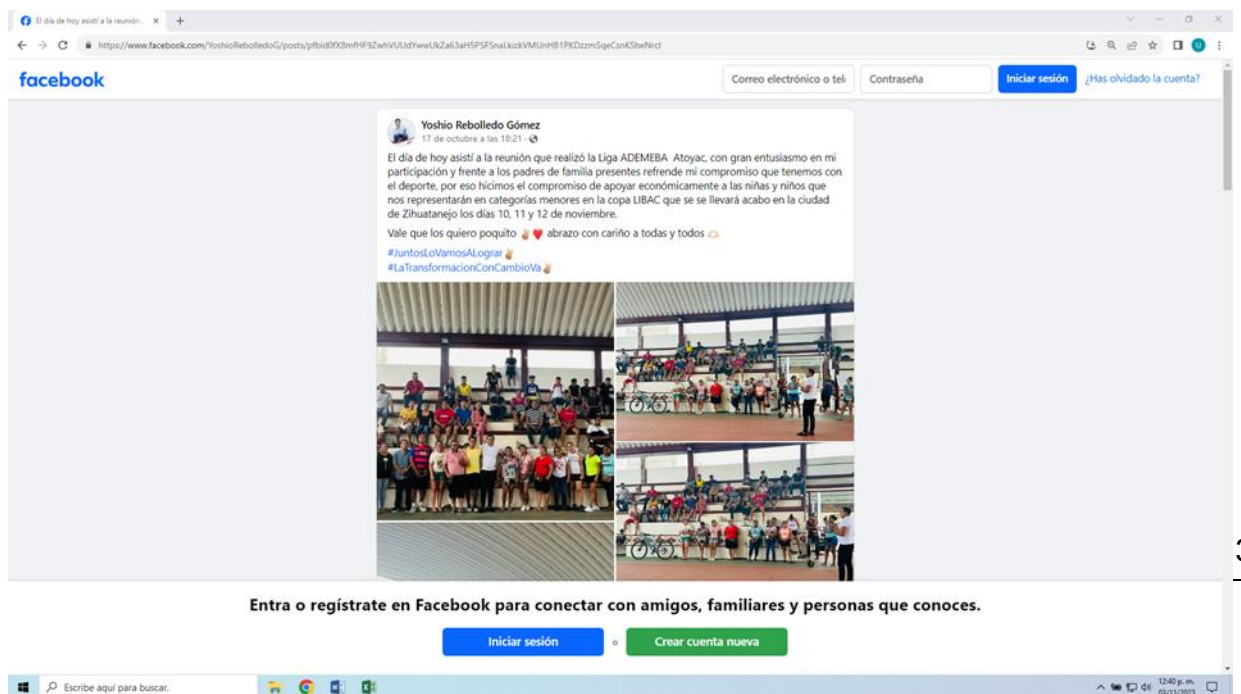 El día de hoy asistí a la reunión...
https://www.facebook.com/YoshioRebolledoG/posts/
facebook
Correo electrónico o tel
Contraseña
Iniciar sesión
¿Has olvidado la cuenta?
Yoshio Rebolledo Gómez
17 de octubre a las 18:21
El día de hoy asistí a la reunión que realizó la Liga ADEMEBA Atoyac, con gran entusiasmo en mi
participación y frente a los padres de familia presentes refrende mi compromiso que tenemos con
el deporte, por eso hicimos el compromiso de apoyar económicamente a las niñas y niños que
nos representarán en categorías menores en la copa LIBAC que se se llevará acabo en la ciudad
de Zihuatanejo los días 10, 11 y 12 de noviembre.
Vale que los quiero poquito ✌🏼 ❤️ abrazo con cariño a todas y todos 🫶🏻
#JuntosLoVamosALograr✌🏼
#LaTransformacionConCambioVa✌🏼
Entra o regístrate en Facebook para conectar con amigos, familiares y personas que conoces.
Iniciar sesión
o
Crear cuenta nueva
Escribe aquí para buscar.
12:40 p. m.
03/11/2023